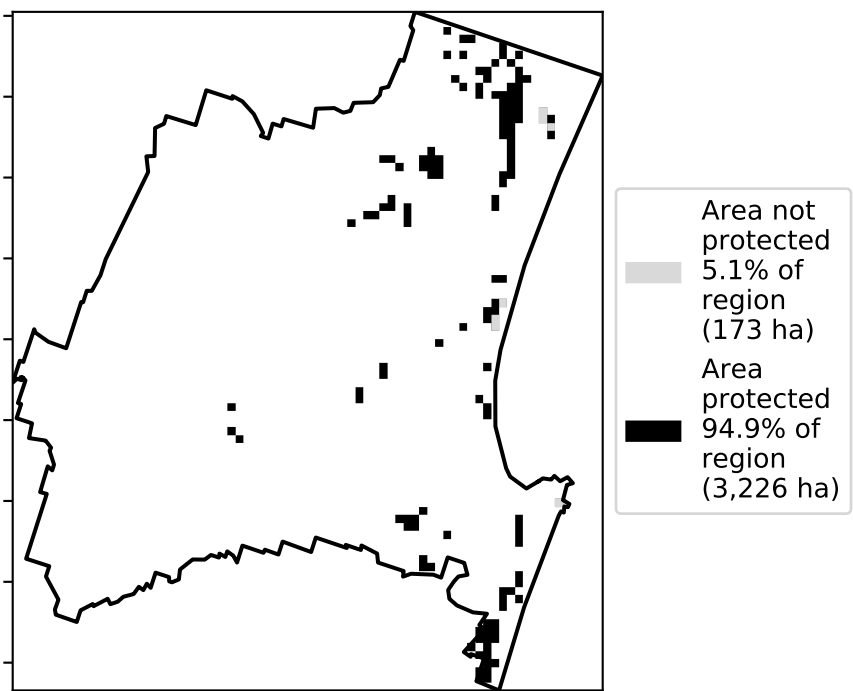 Area not
protected
5.1% of
region
(173 ha)
Area
protected
94.9% of
region
(3,226 ha)